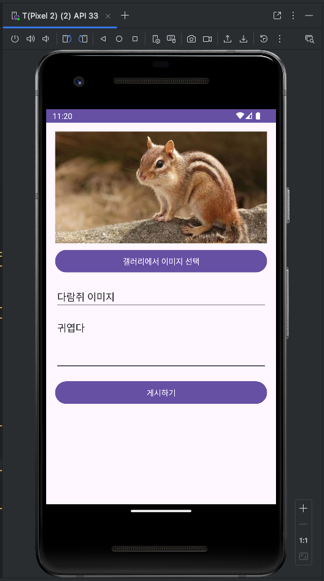 T(Pixel 2) (2) API 33
11:20
갤러리에서 이미지 선택
다람쥐 이미지
귀엽다
게시하기
1:1